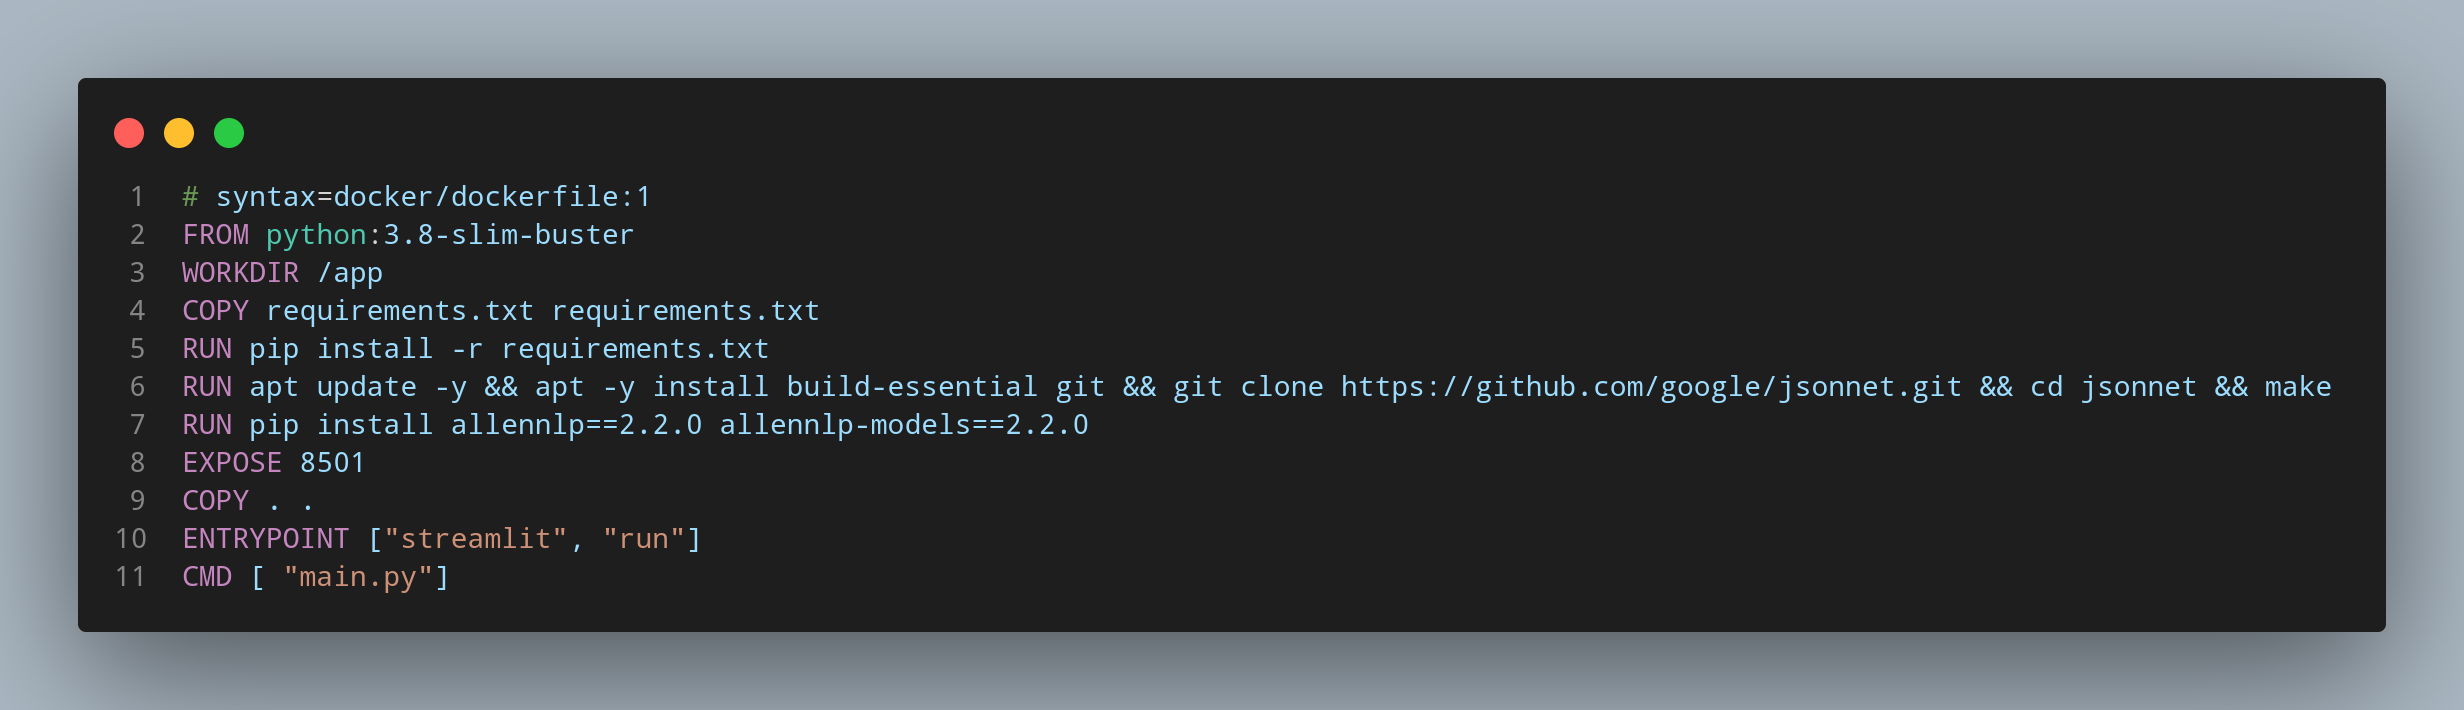 1 # syntax=docker/dockerfile:1
2 FROM python:3.8-slim-buster
3 WORKDIR /app
4 COPY requirements.txt requirements.txt
5 RUN pip install -r requirements.txt
6 RUN apt update -y && apt -y install build-essential git && git clone https://github.com/google/jsonnet.git && cd jsonnet && make
7 RUN pip install allennlp==2.2.0 allennlp-models==2.2.0
8 EXPOSE 8501
9 COPY . .
10 ENTRYPOINT ["streamlit", "run"]
11 CMD [ "main.py"]